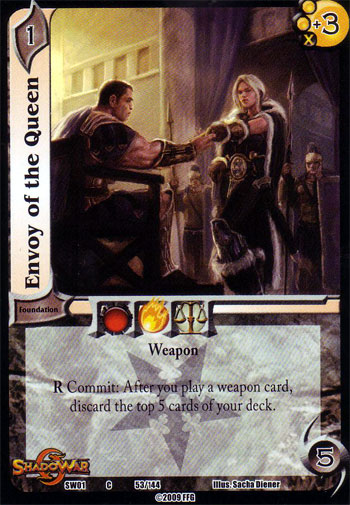 1
+3
X
Envoy of the Queen
Foundation
Weapon
R Commit: After you play a weapon card,
discard the top 5 cards of your deck.
5
SHADOWAR
SW01 C 53/144 Illus. Sacha Diener
©2009 FFG